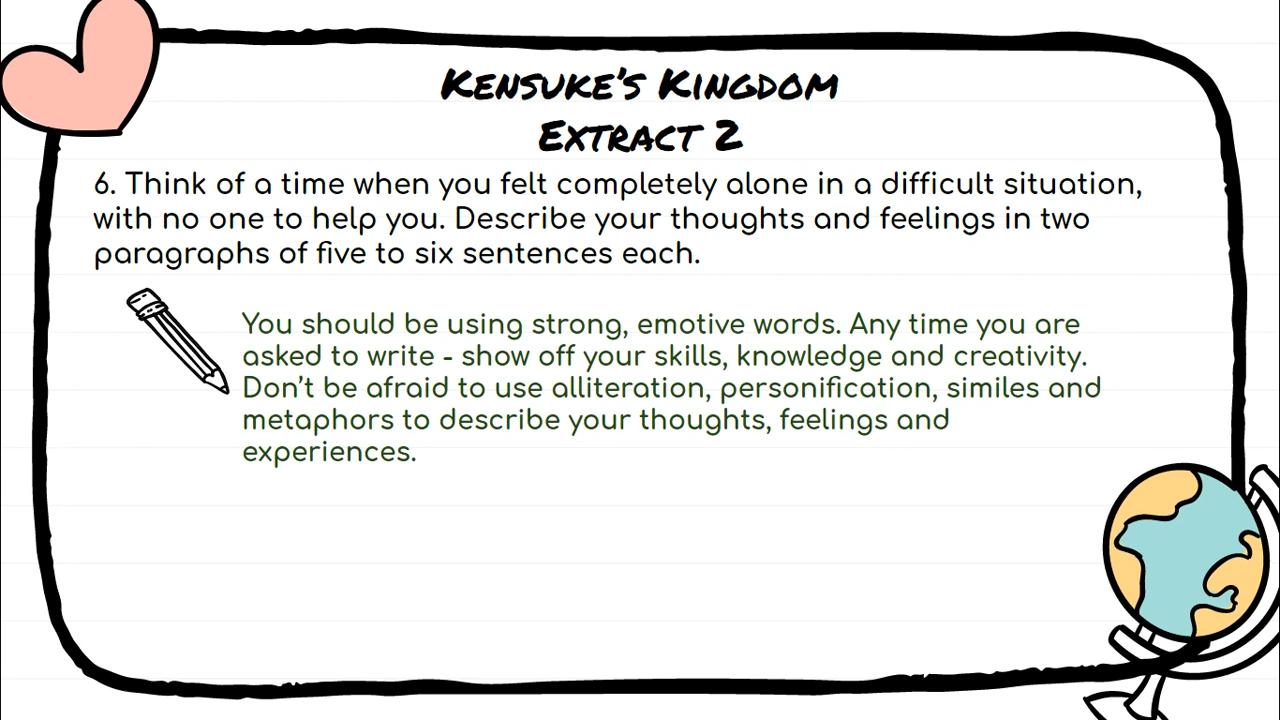 Kensuke's Kingdom
Extract 2
6. Think of a time when you felt completely alone in a difficult situation,
with no one to help you. Describe your thoughts and feelings in two
paragraphs of five to six sentences each.
You should be using strong, emotive words. Any time you are
asked to write - show off your skills, knowledge and creativity.
Don't be afraid to use alliteration, personification, similes and
metaphors to describe your thoughts, feelings and
experiences.